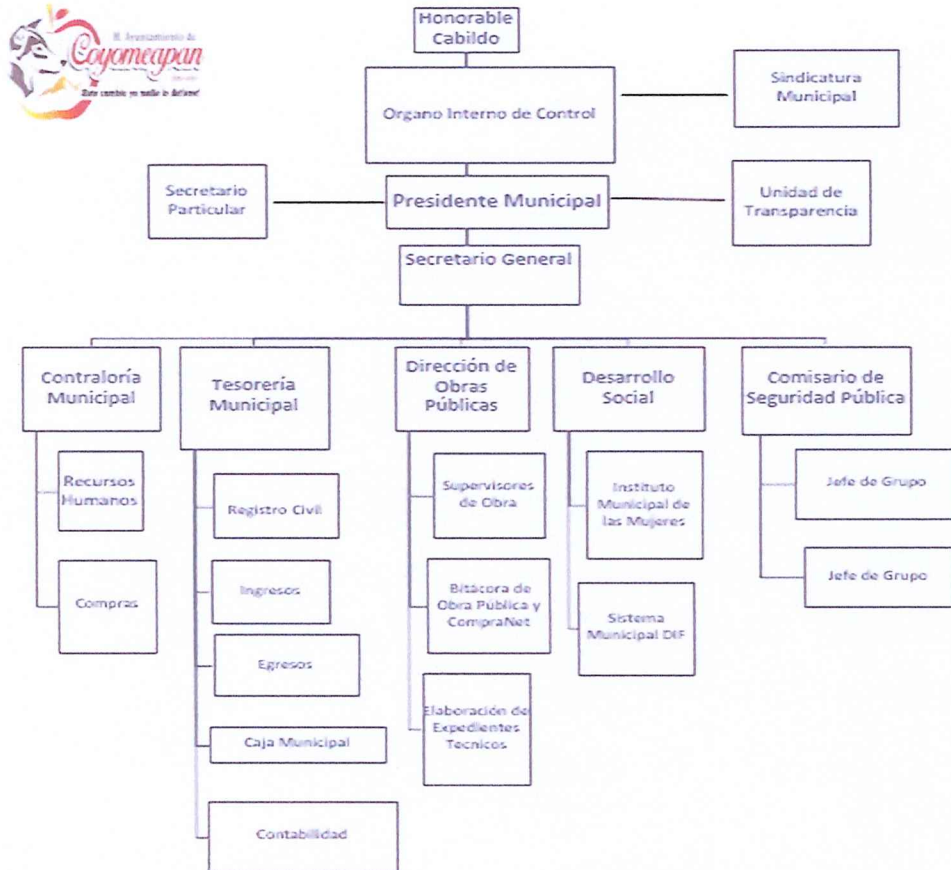 H. Ayuntamiento de
Coyomeapan
Honorable
Cabildo
Organo Interno de Control
Sindicatura
Municipal
Secretario
Particular
Presidente Municipal
Unidad de
Transparencia
Secretario General
Contraloría
Municipal
Tesorería
Municipal
Dirección de
Obras
Públicas
Desarrollo
Social
Comisario de
Seguridad Pública
Recursos
Humanos
Compras
Registro Civil
Ingresos
Egresos
Caja Municipal
Contabilidad
Supervisores
de Obra
Bitácora de
Obra Pública y
CompraNet
Elaboración de
Expedientes
Tecnicos
Instituto
Municipal de
las Mujeres
Sistema
Municipal DIF
Jefe de Grupo
Jefe de Grupo